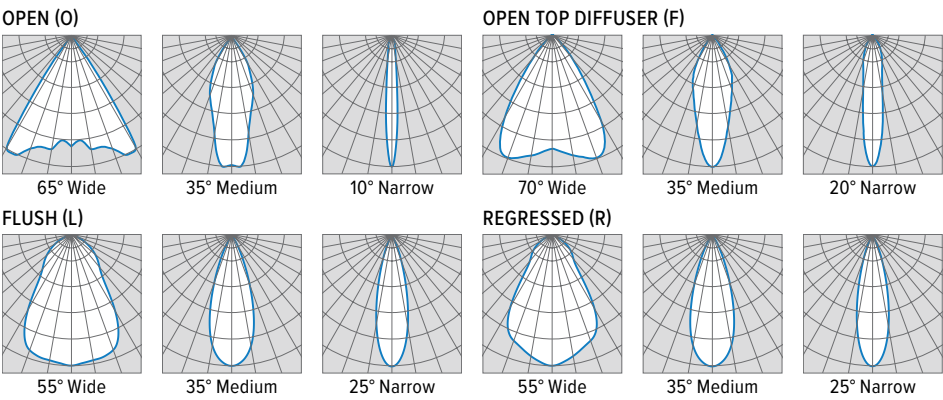 OPEN (O)
65° Wide
35° Medium
10° Narrow
OPEN TOP DIFFUSER (F)
70° Wide
35° Medium
20° Narrow
FLUSH (L)
55° Wide
35° Medium
25° Narrow
REGRESSED (R)
55° Wide
35° Medium
25° Narrow